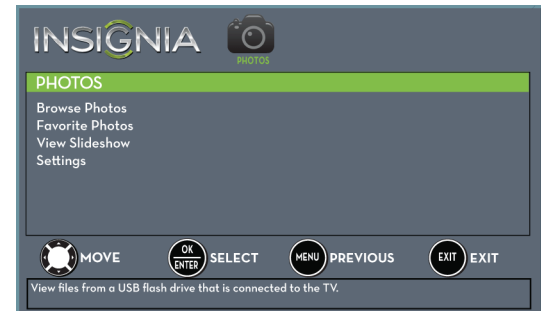 INSIGNIA
PHOTOS
PHOTOS
Browse Photos
Favorite Photos
View Slideshow
Settings
MOVE
OK
ENTER
SELECT
MENU
PREVIOUS
EXIT
EXIT
View files from a USB flash drive that is connected to the TV.